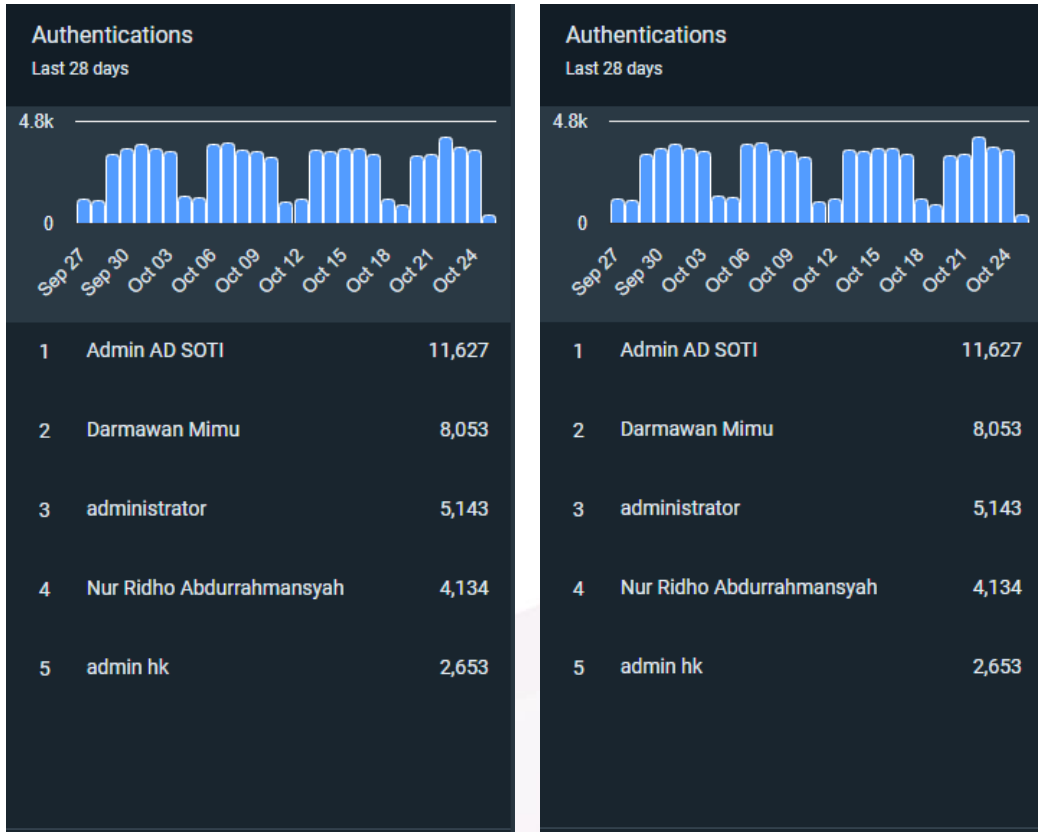 Authentications
Last 28 days
4.8k
0
Sep 27 Sep 30 Oct 03 Oct 06 Oct 09 Oct 12 Oct 15 Oct 18 Oct 21 Oct 24
1 Admin AD SOTI 11,627
2 Darmawan Mimu 8,053
3 administrator 5,143
4 Nur Ridho Abdurrahmansyah 4,134
5 admin hk 2,653
Authentications
Last 28 days
4.8k
0
Sep 27 Sep 30 Oct 03 Oct 06 Oct 09 Oct 12 Oct 15 Oct 18 Oct 21 Oct 24
1 Admin AD SOTI 11,627
2 Darmawan Mimu 8,053
3 administrator 5,143
4 Nur Ridho Abdurrahmansyah 4,134
5 admin hk 2,653